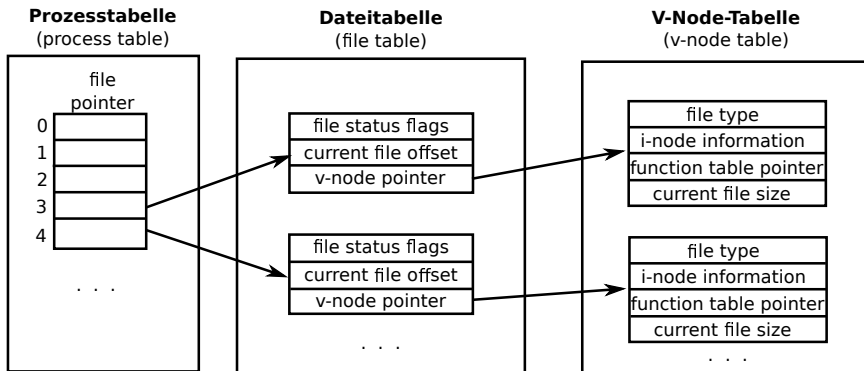 Prozesstabelle
(process table)
file
pointer
0
1
2
3
4
. . .
Dateitabelle
(file table)
file status flags
current file offset
v-node pointer
file status flags
current file offset
v-node pointer
. . .
V-Node-Tabelle
(v-node table)
file type
i-node information
function table pointer
current file size
file type
i-node information
function table pointer
current file size
. . .